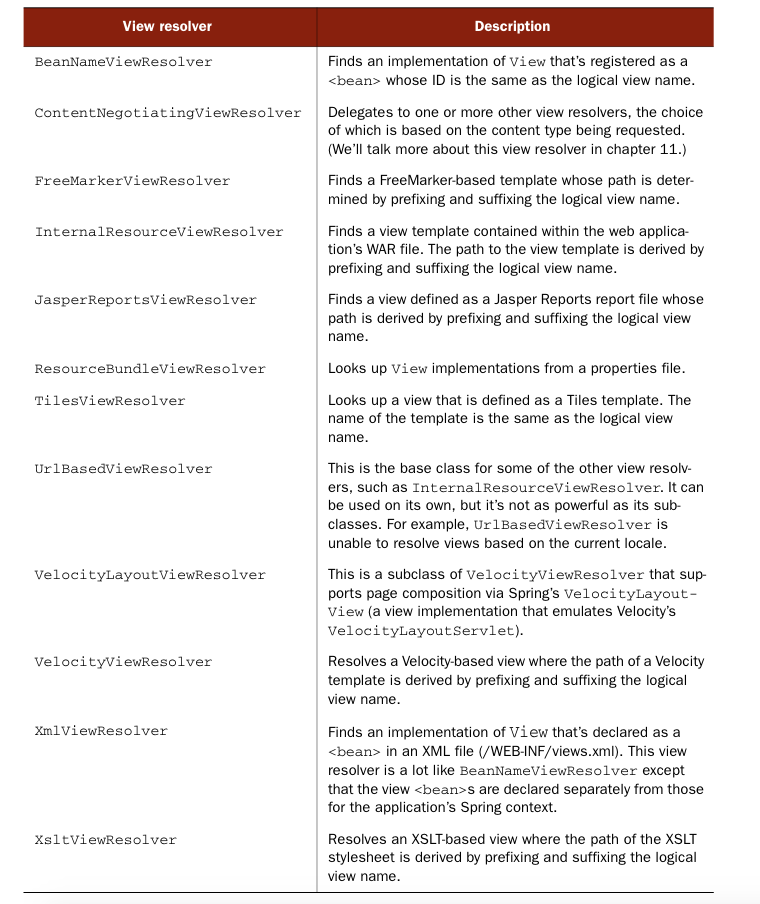 View resolver Description
BeanNameViewResolver Finds an implementation of View that's registered as a
<bean> whose ID is the same as the logical view name.
ContentNegotiatingViewResolver Delegates to one or more other view resolvers, the choice
of which is based on the content type being requested.
(We'll talk more about this view resolver in chapter 11.)
FreeMarkerViewResolver Finds a FreeMarker-based template whose path is deter-
mined by prefixing and suffixing the logical view name.
InternalResourceViewResolver Finds a view template contained within the web applica-
tion's WAR file. The path to the view template is derived by
prefixing and suffixing the logical view name.
JasperReportsViewResolver Finds a view defined as a Jasper Reports report file whose
path is derived by prefixing and suffixing the logical view
name.
ResourceBundleViewResolver Looks up View implementations from a properties file.
TilesViewResolver Looks up a view that is defined as a Tiles template. The
name of the template is the same as the logical view
name.
UrlBasedViewResolver This is the base class for some of the other view resolv-
ers, such as InternalResourceViewResolver. It can
be used on its own, but it's not as powerful as its sub-
classes. For example, UrlBasedViewResolver is
unable to resolve views based on the current locale.
VelocityLayoutViewResolver This is a subclass of VelocityViewResolver that sup-
ports page composition via Spring's VelocityLayout-
View (a view implementation that emulates Velocity's
VelocityLayoutServlet).
VelocityViewResolver Resolves a Velocity-based view where the path of a Velocity
template is derived by prefixing and suffixing the logical
view name.
XmlViewResolver Finds an implementation of View that's declared as a
<bean> in an XML file (/WEB-INF/views.xml). This view
resolver is a lot like BeanNameViewResolver except
that the view <bean>s are declared separately from those
for the application's Spring context.
XsltViewResolver Resolves an XSLT-based view where the path of the XSLT
stylesheet is derived by prefixing and suffixing the logical
view name.